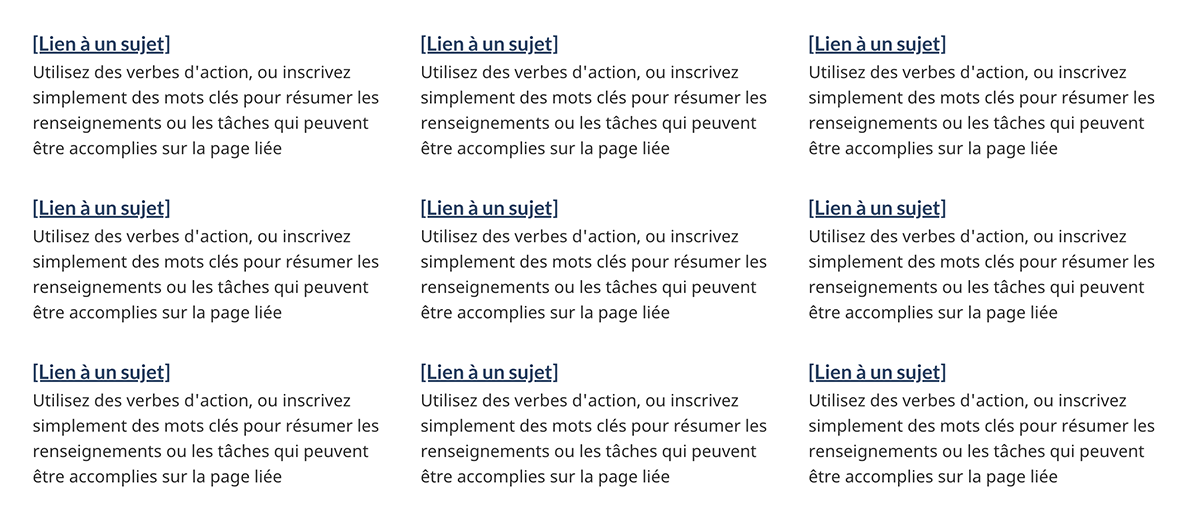 [Lien à un sujet]
Utilisez des verbes d'action, ou inscrivez
simplement des mots clés pour résumer les
renseignements ou les tâches qui peuvent
être accomplies sur la page liée
[Lien à un sujet]
Utilisez des verbes d'action, ou inscrivez
simplement des mots clés pour résumer les
renseignements ou les tâches qui peuvent
être accomplies sur la page liée
[Lien à un sujet]
Utilisez des verbes d'action, ou inscrivez
simplement des mots clés pour résumer les
renseignements ou les tâches qui peuvent
être accomplies sur la page liée
[Lien à un sujet]
Utilisez des verbes d'action, ou inscrivez
simplement des mots clés pour résumer les
renseignements ou les tâches qui peuvent
être accomplies sur la page liée
[Lien à un sujet]
Utilisez des verbes d'action, ou inscrivez
simplement des mots clés pour résumer les
renseignements ou les tâches qui peuvent
être accomplies sur la page liée
[Lien à un sujet]
Utilisez des verbes d'action, ou inscrivez
simplement des mots clés pour résumer les
renseignements ou les tâches qui peuvent
être accomplies sur la page liée
[Lien à un sujet]
Utilisez des verbes d'action, ou inscrivez
simplement des mots clés pour résumer les
renseignements ou les tâches qui peuvent
être accomplies sur la page liée
[Lien à un sujet]
Utilisez des verbes d'action, ou inscrivez
simplement des mots clés pour résumer les
renseignements ou les tâches qui peuvent
être accomplies sur la page liée
[Lien à un sujet]
Utilisez des verbes d'action, ou inscrivez
simplement des mots clés pour résumer les
renseignements ou les tâches qui peuvent
être accomplies sur la page liée